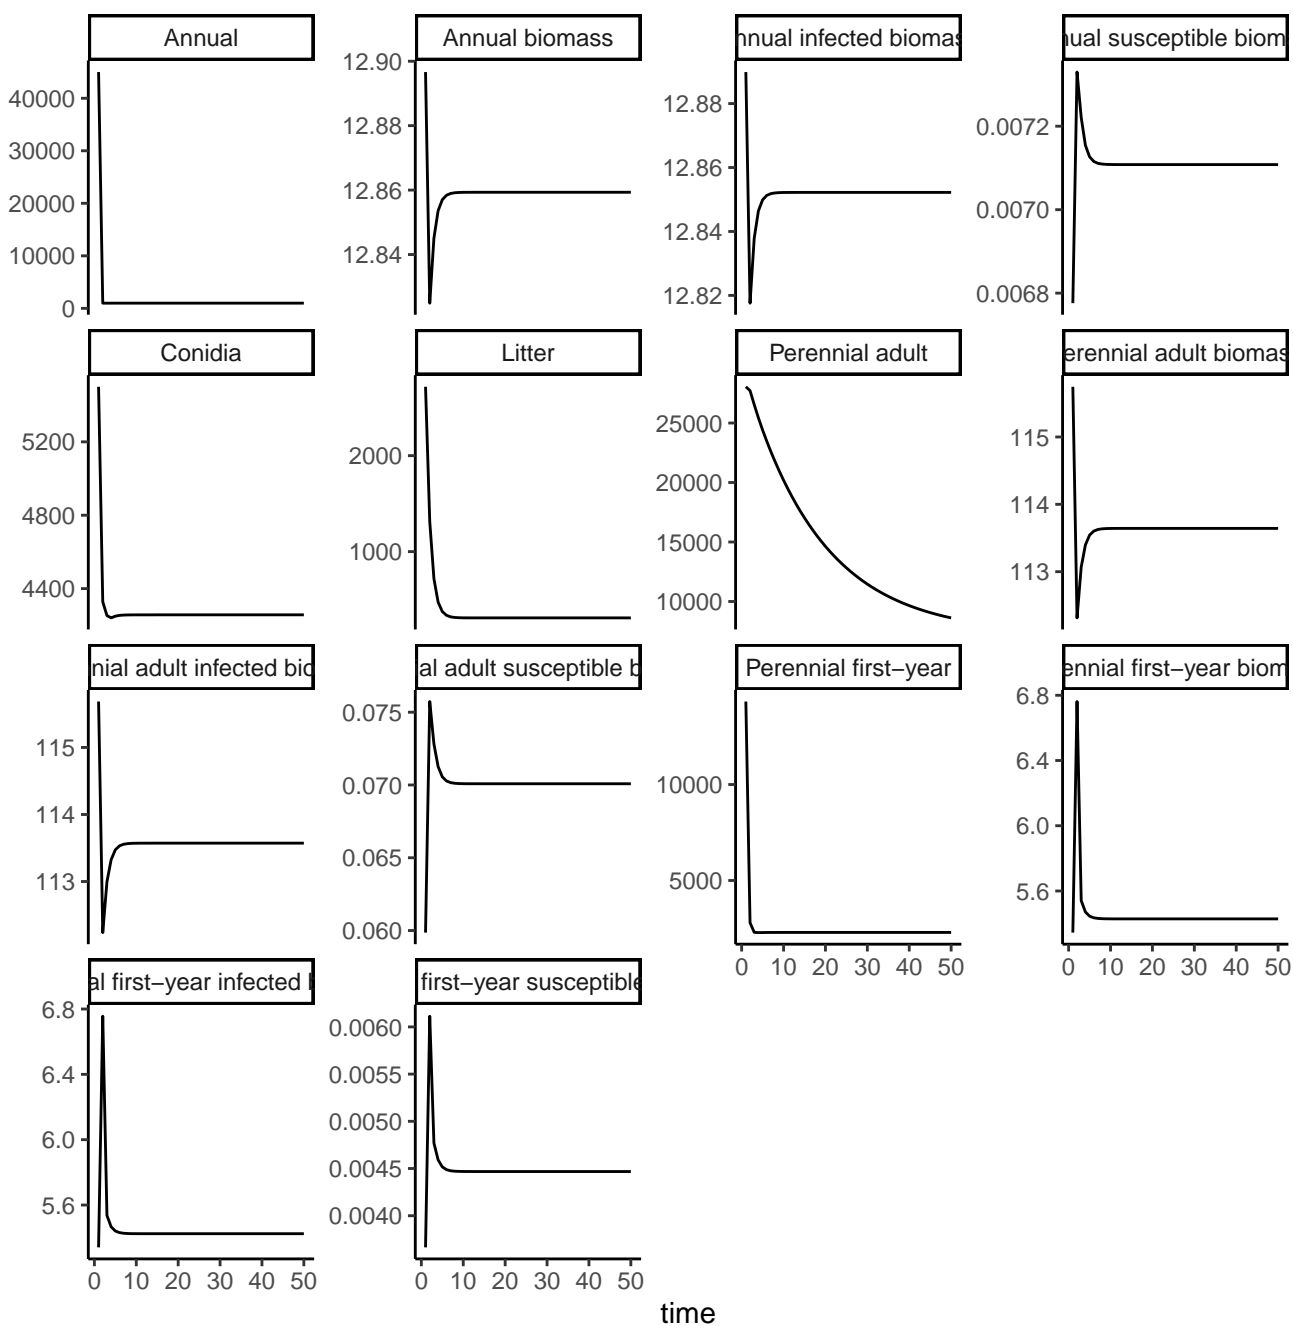 Annual
Annual biomass
nnual infected biomas
nual susceptible biom
40000
30000
20000
10000
0
12.90
12.88
12.86
12.84
12.88
12.86
12.84
12.82
0.0072
0.0070
0.0068
Conidia
Litter
Perennial adult
erennial adult biomas
5200
4800
4400
2000
1000
25000
20000
15000
10000
115
114
113
nial adult infected bio
al adult susceptible b
Perennial first−year
ennial first−year biom
115
114
113
0.075
0.070
0.065
0.060
10000
5000
0 10 20 30 40 50
6.8
6.4
6.0
5.6
0 10 20 30 40 50
al first−year infected b
first−year susceptible
6.8
6.4
6.0
5.6
0 10 20 30 40 50
0.0060
0.0055
0.0050
0.0045
0.0040
0 10 20 30 40 50
time